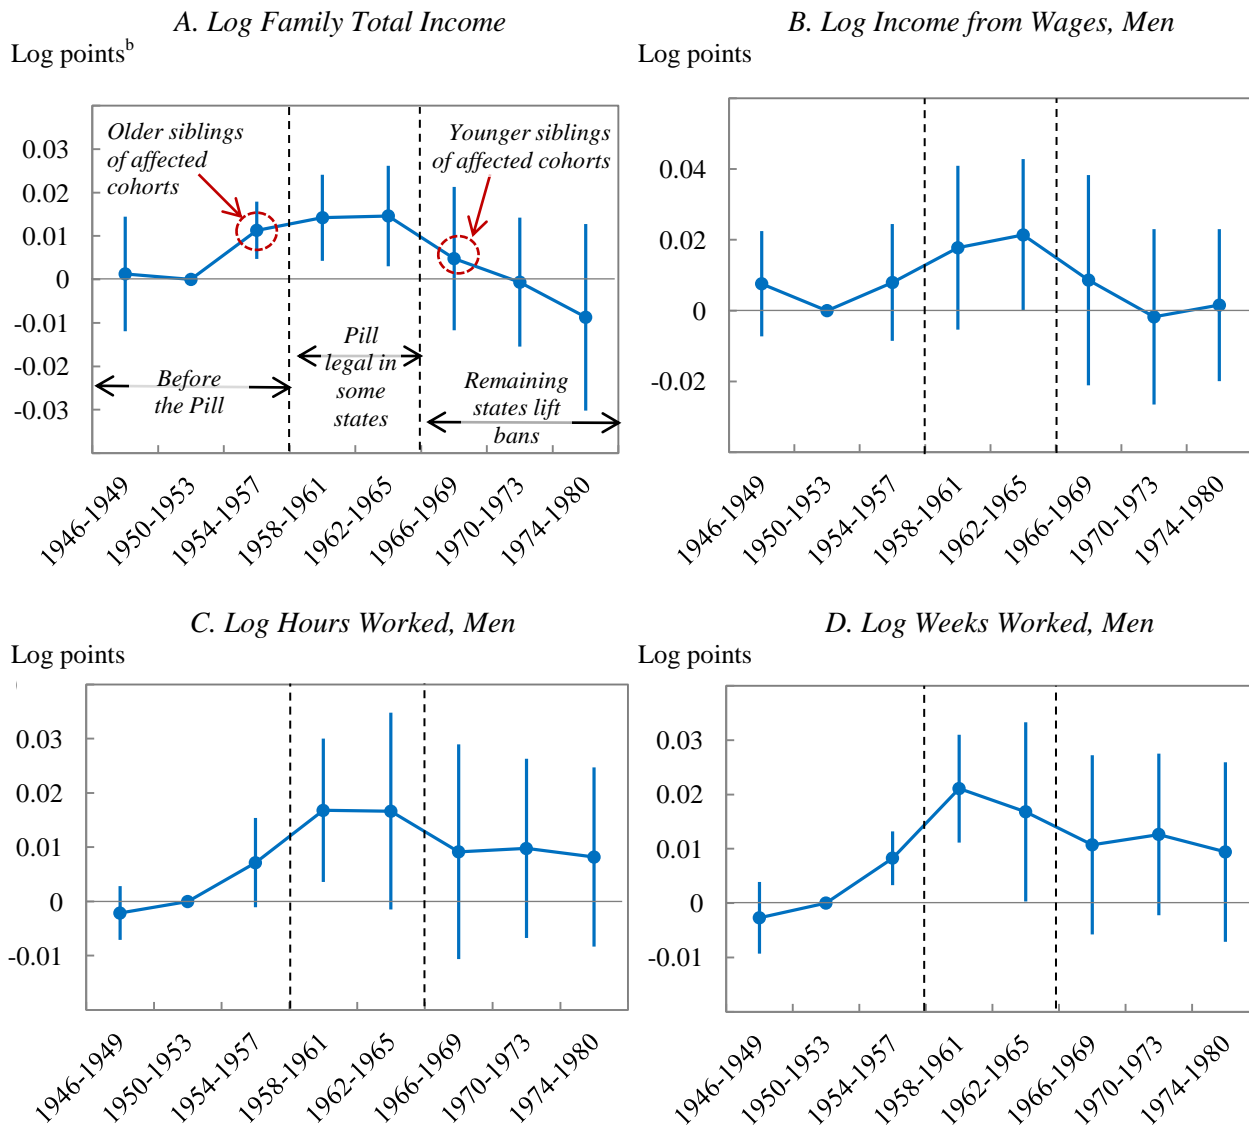 A. Log Family Total Income
Log pointsᵇ
0.03
0.02
0.01
0
-0.01
-0.02
-0.03
Older siblings
of affected
cohorts
Younger siblings
of affected cohorts
Before
the Pill
Pill
legal in
some
states
Remaining
states lift
bans
1946-1949
1950-1953
1954-1957
1958-1961
1962-1965
1966-1969
1970-1973
1974-1980
B. Log Income from Wages, Men
Log points
0.04
0.02
0
-0.02
1946-1949
1950-1953
1954-1957
1958-1961
1962-1965
1966-1969
1970-1973
1974-1980
C. Log Hours Worked, Men
Log points
0.03
0.02
0.01
0
-0.01
1946-1949
1950-1953
1954-1957
1958-1961
1962-1965
1966-1969
1970-1973
1974-1980
D. Log Weeks Worked, Men
Log points
0.03
0.02
0.01
0
-0.01
1946-1949
1950-1953
1954-1957
1958-1961
1962-1965
1966-1969
1970-1973
1974-1980